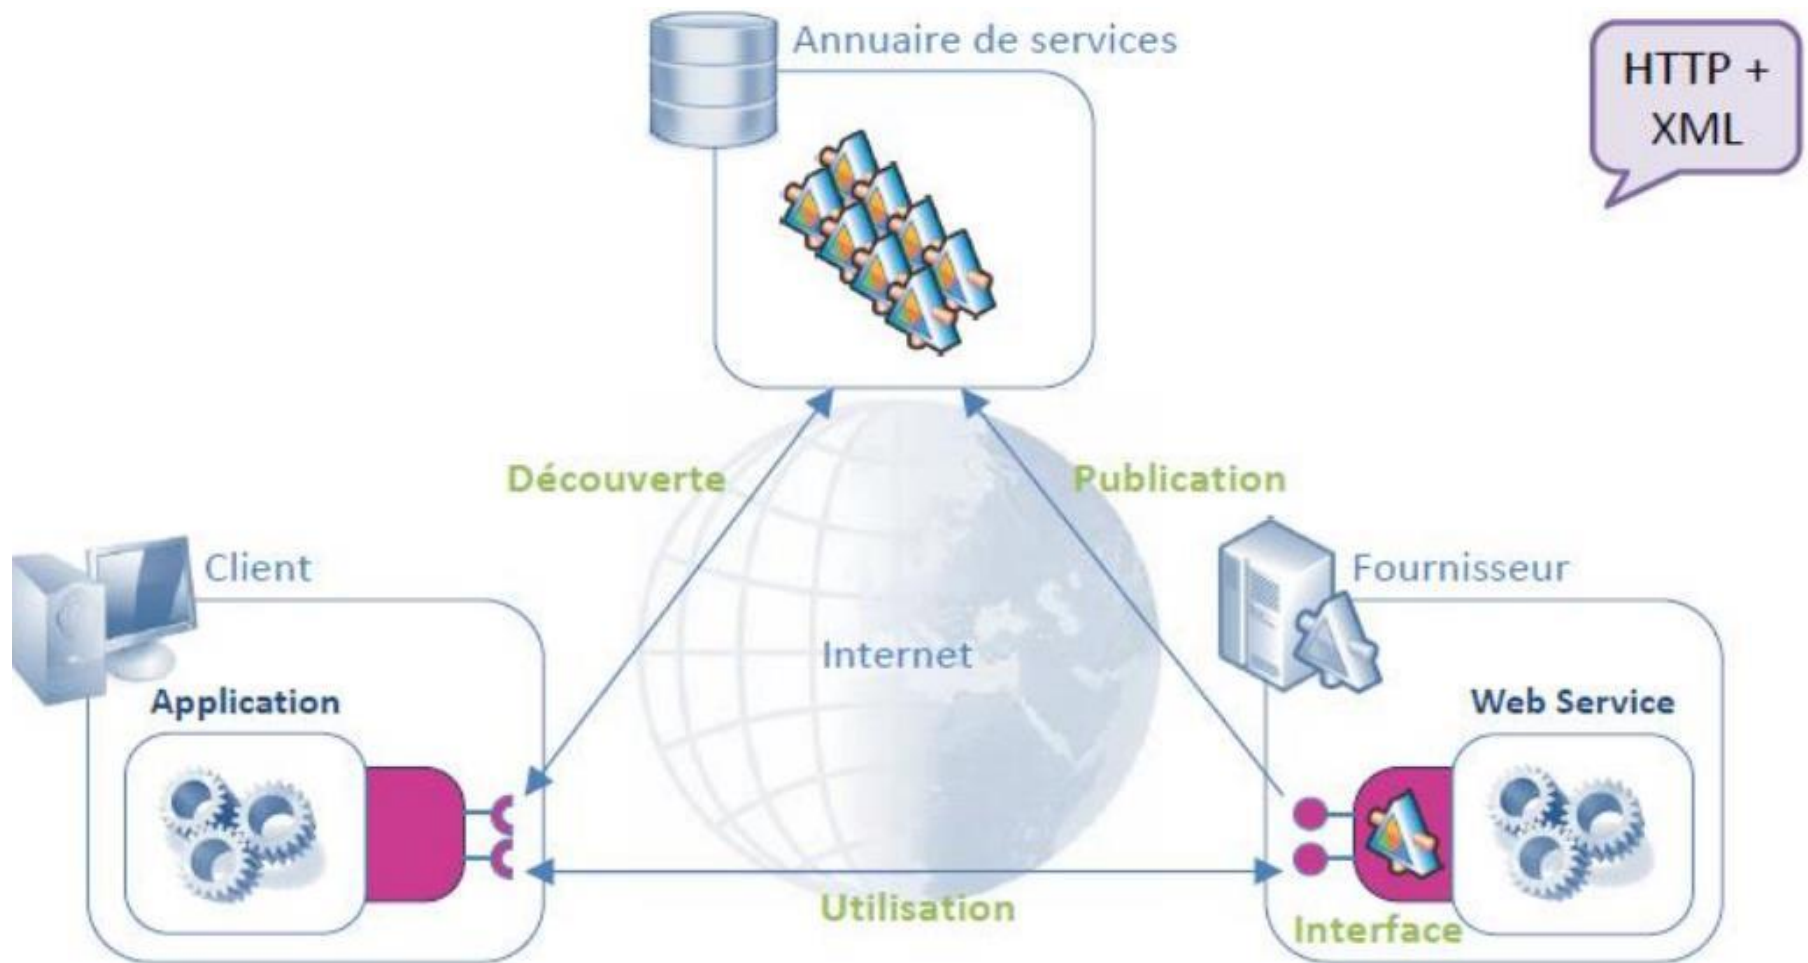 Annuaire de services
HTTP +
XML
Découverte
Publication
Client
Fournisseur
Internet
Application
Web Service
Utilisation
Interface